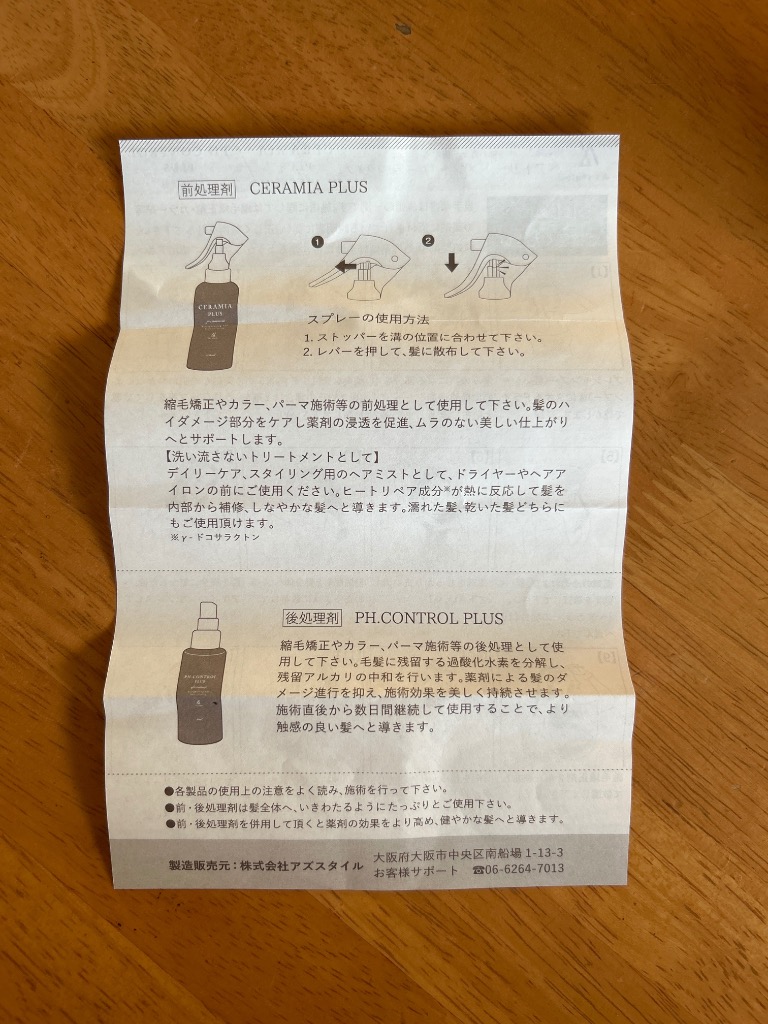 前処理剤 CERAMIA PLUS
1 2
CERAMIA
PLUS
スプレーの使用方法
1. ストッパーを溝の位置に合わせて下さい。
2. レバーを押して、髪に散布して下さい。
縮毛矯正やカラー、パーマ施術等の前処理として使用して下さい。髪のハ
イダメージ部分をケアし薬剤の浸透を促進、ムラのない美しい仕上がり
へとサポートします。
【洗い流さないトリートメントとして】
デイリーケア、スタイリング用のヘアミストとして、ドライヤーやヘアア
イロンの前にご使用ください。ヒートリペア成分※が熱に反応して髪を
内部から補修、しなやかな髪へと導きます。濡れた髪、乾いた髪どちらに
もご使用頂けます。
※γ-ドコサラクトン
後処理剤 PH.CONTROL PLUS
PH.CONTROL
PLUS
縮毛矯正やカラー、パーマ施術等の後処理として使
用して下さい。毛髪に残留する過酸化水素を分解し、
残留アルカリの中和を行います。薬剤による髪のダ
メージ進行を抑え、施術効果を美しく持続させます。
施術直後から数日間継続して使用することで、より
触感の良い髪へと導きます。
●各製品の使用上の注意をよく読み、施術を行って下さい。
●前・後処理剤は髪全体へ、いきわたるようにたっぷりとご使用下さい。
●前・後処理剤を併用して頂くと薬剤の効果をより高め、健やかな髪へと導きます。
製造販売元：株式会社アズスタイル 大阪府大阪市中央区南船場 1-13-3
お客様サポート ☎06-6264-7013